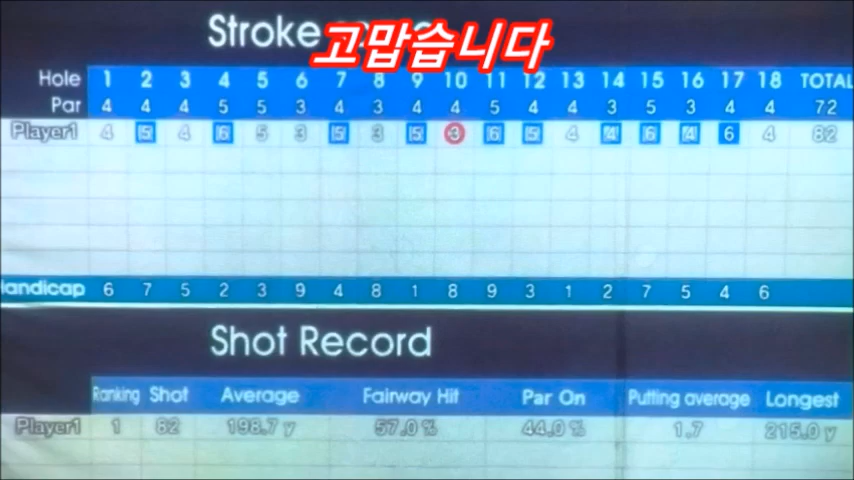 Stroke
고맙습니다
Hole 1 2 3 4 5 6 7 8 9 10 11 12 13 14 15 16 17 18 TOTAL
Par 4 4 4 5 5 3 4 3 4 4 5 4 4 3 5 3 4 4 72
Player1 4 5 4 6 5 3 5 3 5 3 6 5 4 4 6 4 6 4 82
andicap 6 7 5 2 3 9 4 8 1 8 9 3 1 2 7 5 4 6
Shot Record
Ranking Shot Average Fairway Hit Par On Putting average Longest
Player1 1 82 198.7 y 57.0 % 44.0 % 1.7 215.0 y